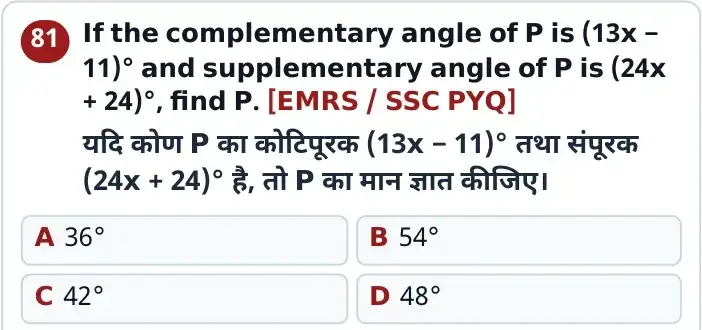 81 If the complementary angle of P is (13x −
11)° and supplementary angle of P is (24x
+ 24)°, find P. [EMRS / SSC PYQ]
यदि कोण P का कोटिपूरक (13x − 11)° तथा संपूरक
(24x + 24)° है, तो P का मान ज्ञात कीजिए।
A 36°
B 54°
C 42°
D 48°